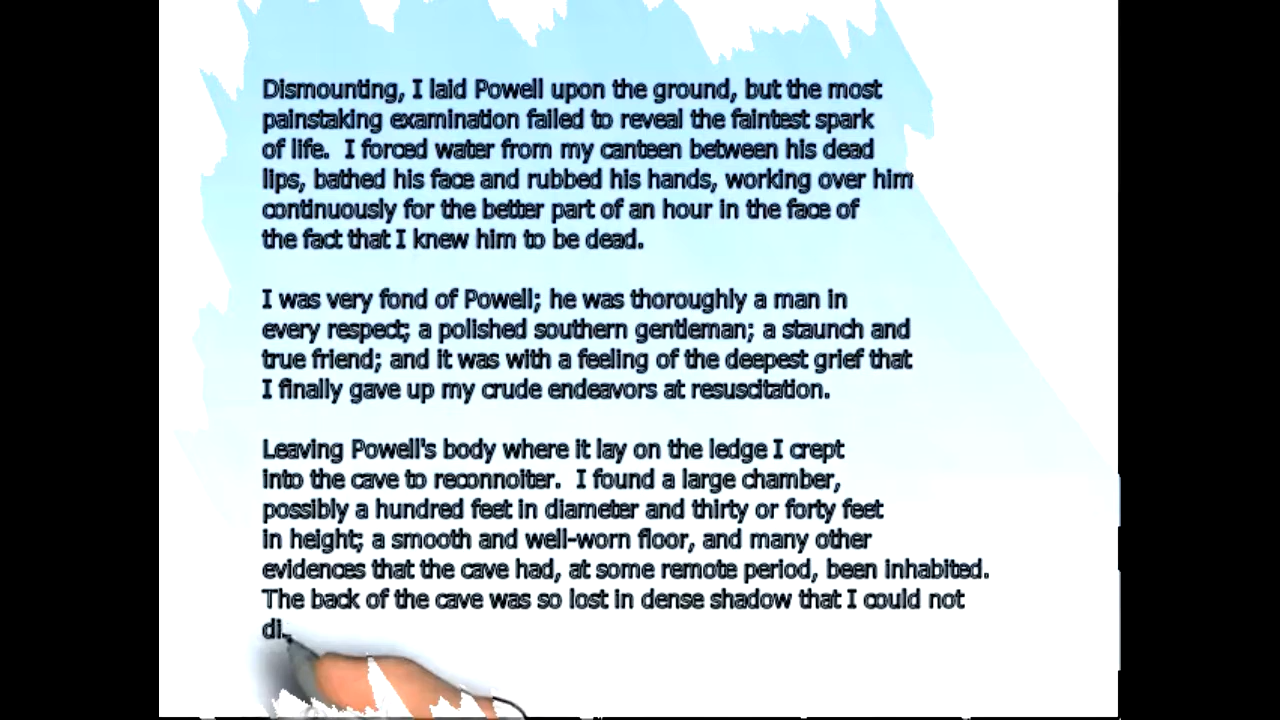 Dismounting, I laid Powell upon the ground, but the most
painstaking examination failed to reveal the faintest spark
of life.  I forced water from my canteen between his dead
lips, bathed his face and rubbed his hands, working over him
continuously for the better part of an hour in the face of
the fact that I knew him to be dead.

I was very fond of Powell; he was thoroughly a man in
every respect; a polished southern gentleman; a staunch and
true friend; and it was with a feeling of the deepest grief that
I finally gave up my crude endeavors at resuscitation.

Leaving Powell's body where it lay on the ledge I crept
into the cave to reconnoiter.  I found a large chamber,
possibly a hundred feet in diameter and thirty or forty feet
in height; a smooth and well-worn floor, and many other
evidences that the cave had, at some remote period, been inhabited.
The back of the cave was so lost in dense shadow that I could not
di